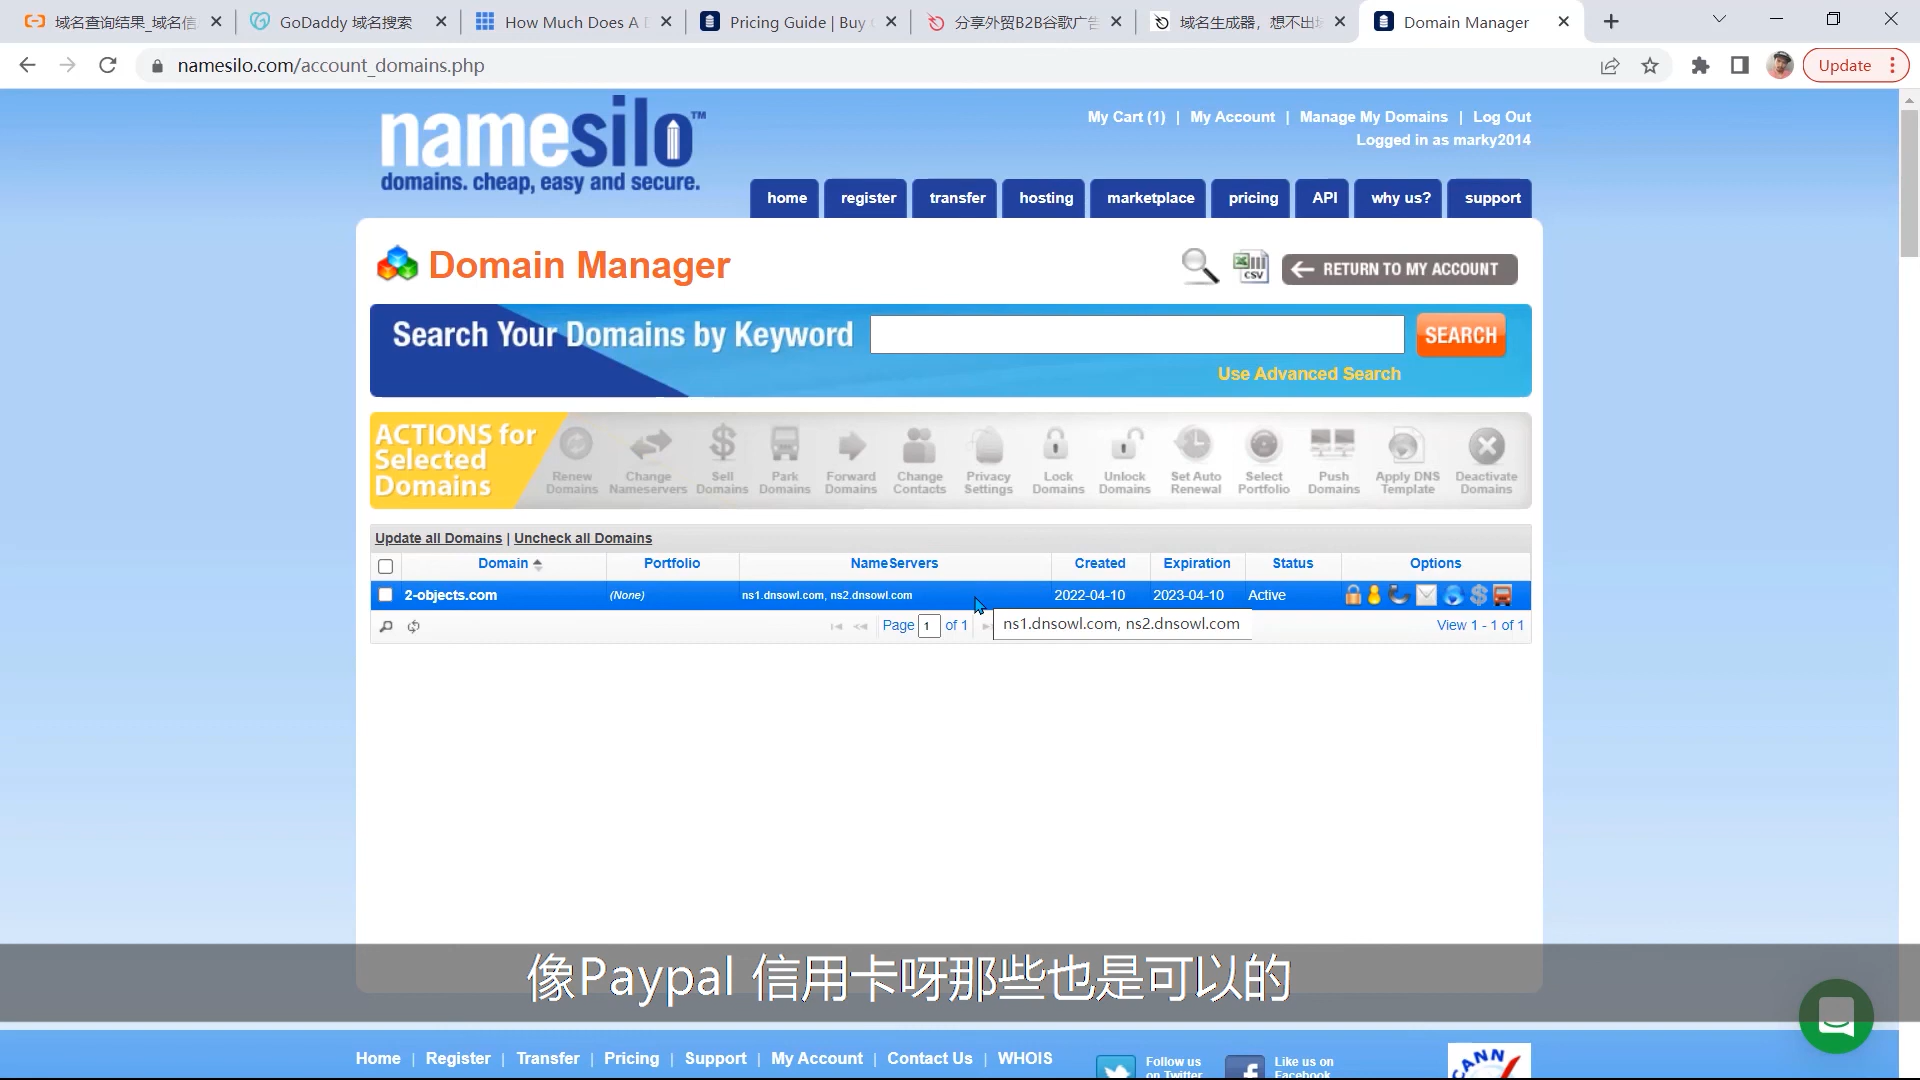 域名查询结果_域名信
GoDaddy 域名搜索
How Much Does A D
Pricing Guide | Buy C
分享外贸B2B谷歌广告
域名生成器，想不出域
Domain Manager
namesilo.com/account_domains.php
Update
namesilo™
domains. cheap, easy and secure.
My Cart (1) | My Account | Manage My Domains | Log Out
Logged in as marky2014
home
register
transfer
hosting
marketplace
pricing
API
why us?
support
Domain Manager
CSV
RETURN TO MY ACCOUNT
Search Your Domains by Keyword
SEARCH
Use Advanced Search
ACTIONS for
Selected
Domains
Renew
Domains
Change
Nameservers
Sell
Domains
Park
Domains
Forward
Domains
Change
Contacts
Privacy
Settings
Lock
Domains
Unlock
Domains
Set Auto
Renewal
Select
Portfolio
Push
Domains
Apply DNS
Template
Deactivate
Domains
Update all Domains | Uncheck all Domains
Domain
Portfolio
NameServers
Created
Expiration
Status
Options
2-objects.com
(None)
ns1.dnsowl.com, ns2.dnsowl.com
2022-04-10
2023-04-10
Active
Page 1 of 1
ns1.dnsowl.com, ns2.dnsowl.com
View 1 - 1 of 1
像Paypal 信用卡呀那些也是可以的
Home | Register | Transfer | Pricing | Support | My Account | Contact Us | WHOIS
Follow us
on Twitter
Like us on
Facebook